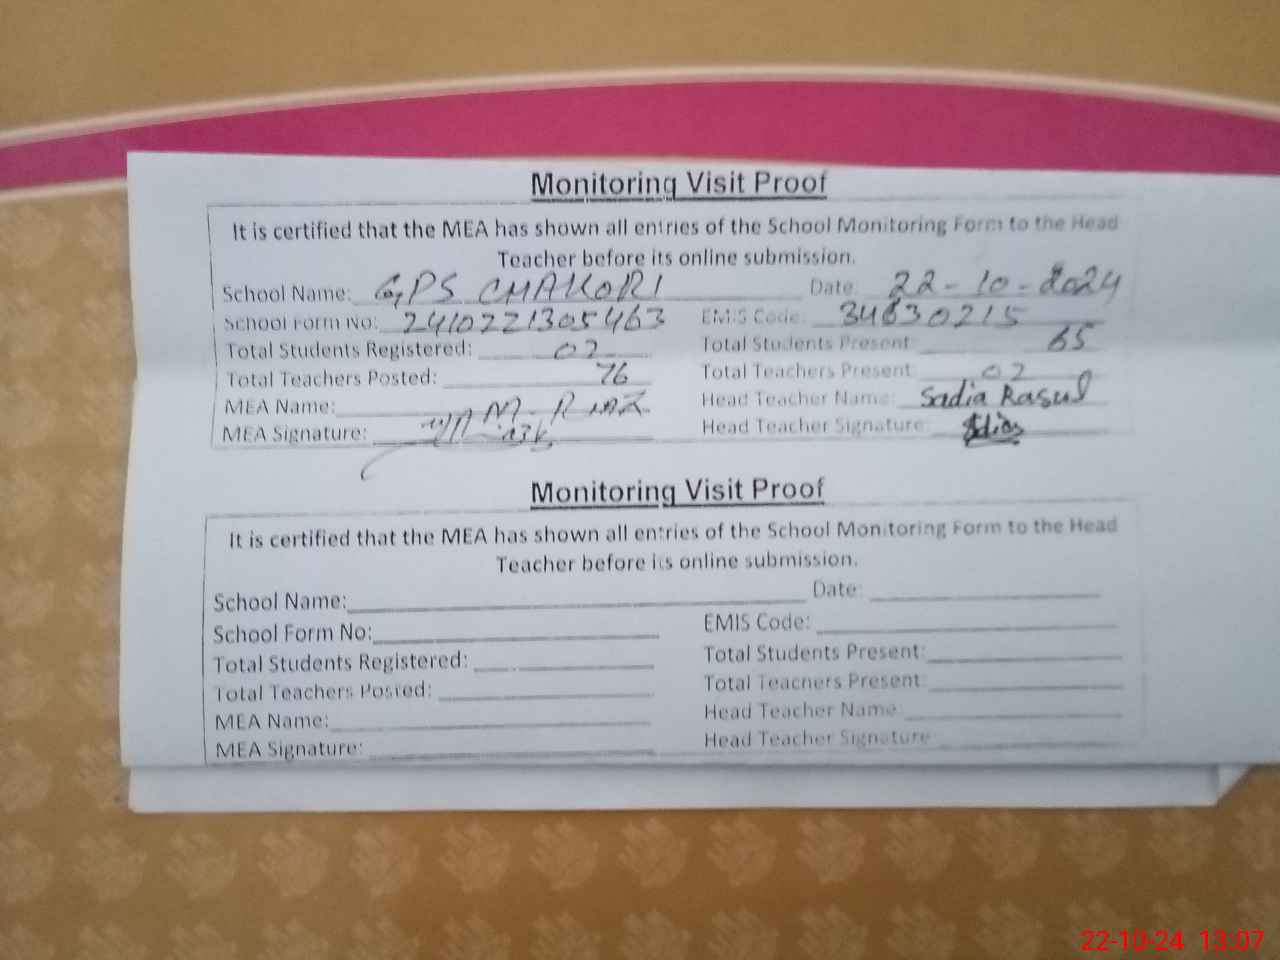 Monitoring Visit Proof
It is certified that the MEA has shown all entries of the School Monitoring Form to the Head
Teacher before its online submission.
School Name: GPS CHAKORI Date: 22-10-2024
School Form No: 2410221305463 EMIS Code: 34630215
Total Students Registered: 02 Total Students Present: 65
Total Teachers Posted: 76 Total Teachers Present: 02
MEA Name: M. Riaz Head Teacher Name: Sadia Rasul
MEA Signature: Head Teacher Signature: Sadia
Monitoring Visit Proof
It is certified that the MEA has shown all entries of the School Monitoring Form to the Head
Teacher before its online submission.
School Name: Date:
School Form No: EMIS Code:
Total Students Registered: Total Students Present:
Total Teachers Posted: Total Teachers Present:
MEA Name: Head Teacher Name:
MEA Signature: Head Teacher Signature:
22-10-24 13:07